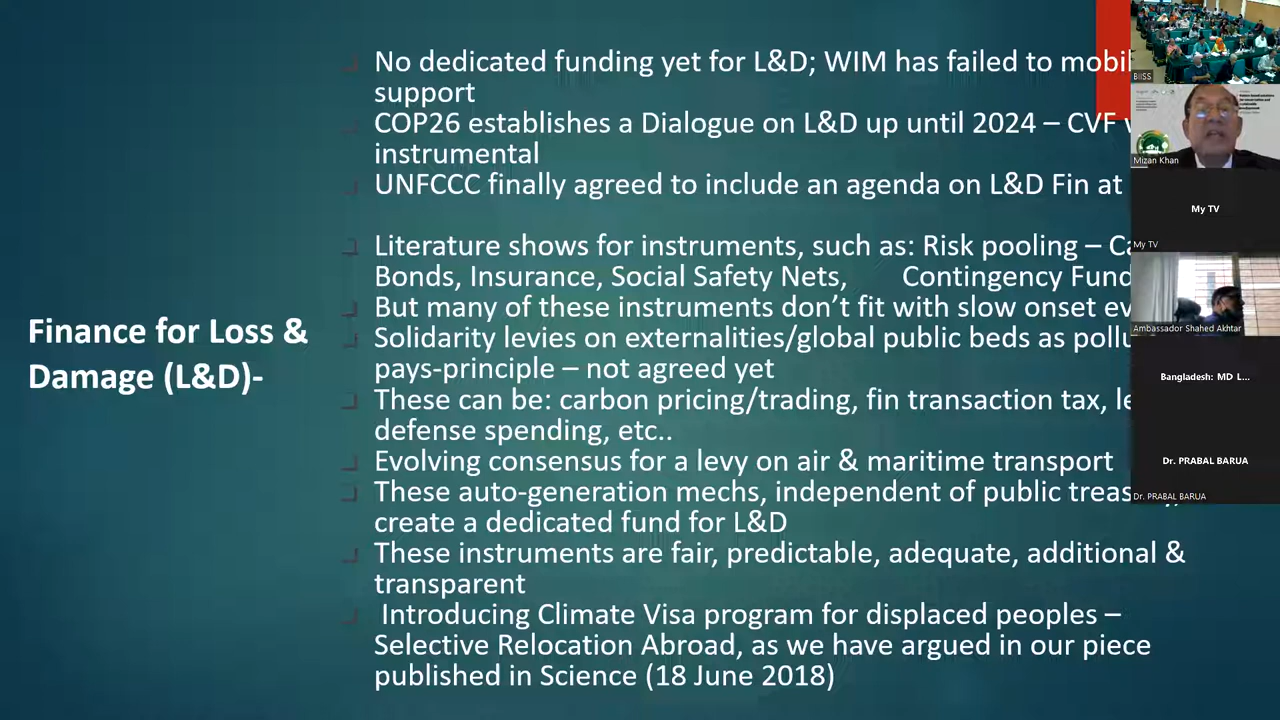 Finance for Loss &
Damage (L&D)-
No dedicated funding yet for L&D; WIM has failed to
support
COP26 establishes a Dialogue on L&D up until 2024 – CVF
instrumental
UNFCCC finally agreed to include an agenda on L&D Fin at
Literature shows for instruments, such as: Risk pooling –
Bonds, Insurance, Social Safety Nets, Contingency
But many of these instruments don’t fit with slow onset
Solidarity levies on externalities/global public beds as
pays-principle – not agreed yet
These can be: carbon pricing/trading, fin transaction tax,
defense spending, etc..
Evolving consensus for a levy on air & maritime transport
These auto-generation mechs, independent of public
create a dedicated fund for L&D
These instruments are fair, predictable, adequate, additional &
transparent
Introducing Climate Visa program for displaced peoples –
Selective Relocation Abroad, as we have argued in our piece
published in Science (18 June 2018)
BIISS
Mizan Khan
My TV
My TV
Ambassador Shahed Akhtar
Bangladesh: MD L...
Dr. PRABAL BARUA
Dr. PRABAL BARUA